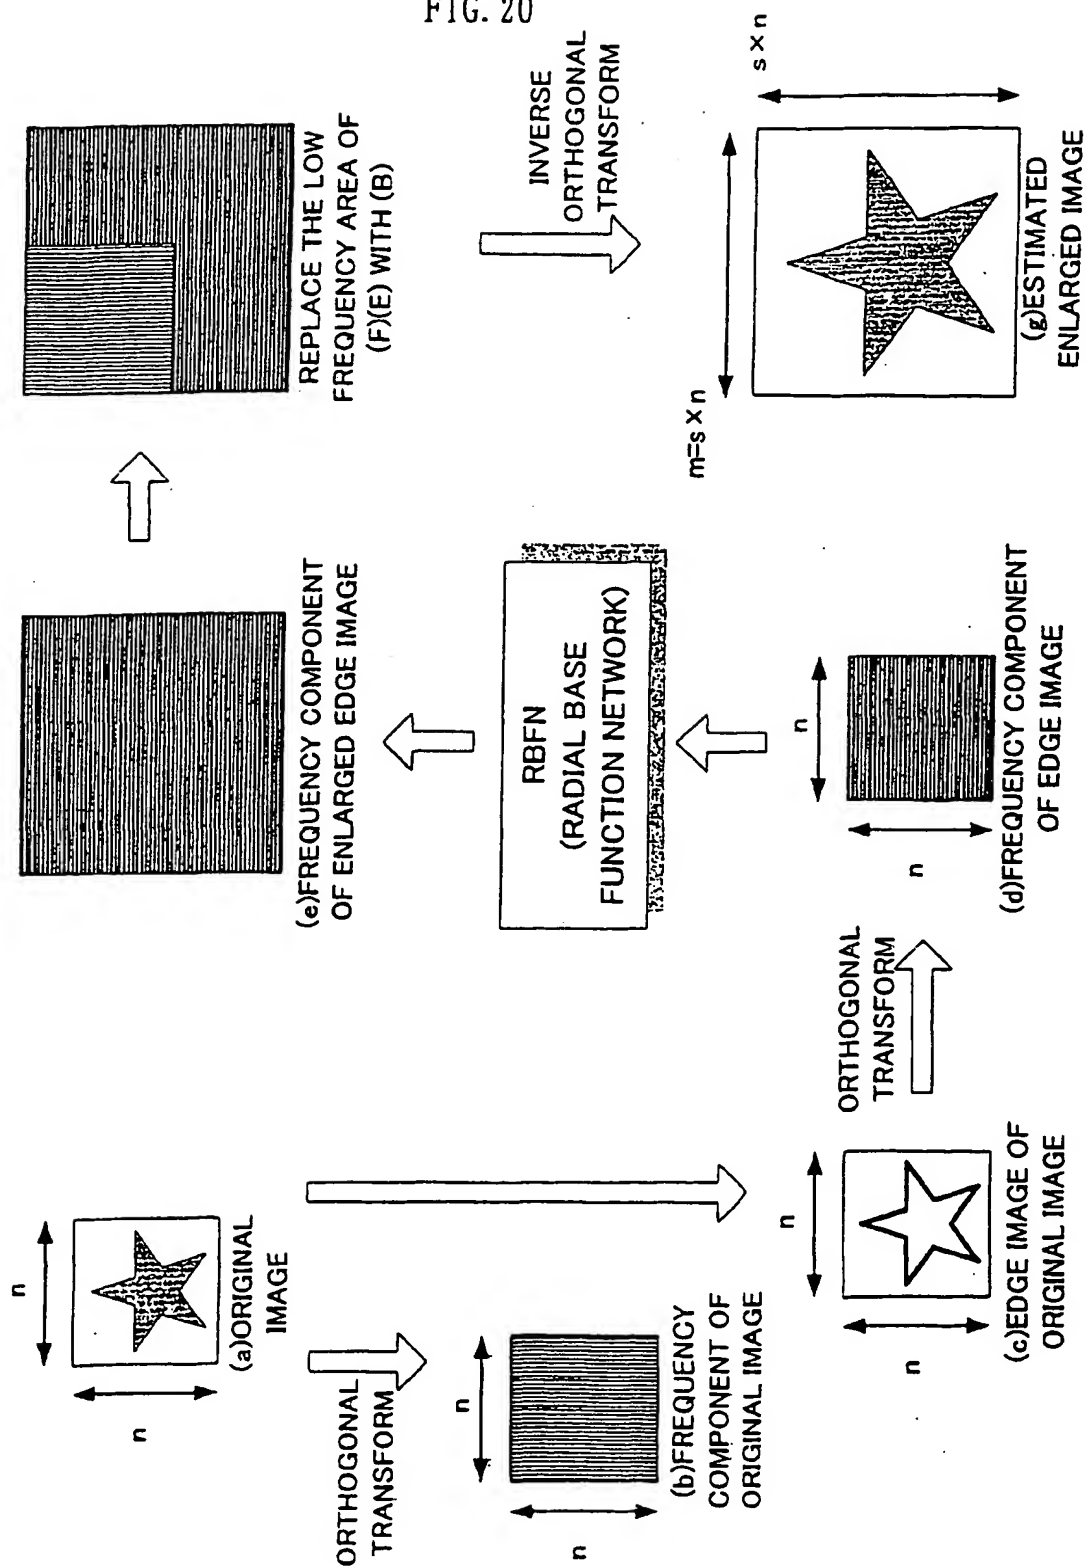 FIG. 20
n
n
(a)ORIGINAL
IMAGE
ORTHOGONAL
TRANSFORM
n
n
(b)FREQUENCY
COMPONENT OF
ORIGINAL IMAGE
n
n
(c)EDGE IMAGE OF
ORIGINAL IMAGE
ORTHOGONAL
TRANSFORM
n
n
(d)FREQUENCY COMPONENT
OF EDGE IMAGE
RBFN
(RADIAL BASE
FUNCTION NETWORK)
(e)FREQUENCY COMPONENT
OF ENLARGED EDGE IMAGE
REPLACE THE LOW
FREQUENCY AREA OF
(F)(E) WITH (B)
INVERSE
ORTHOGONAL
TRANSFORM
m=s×n
s×n
(g)ESTIMATED
ENLARGED IMAGE